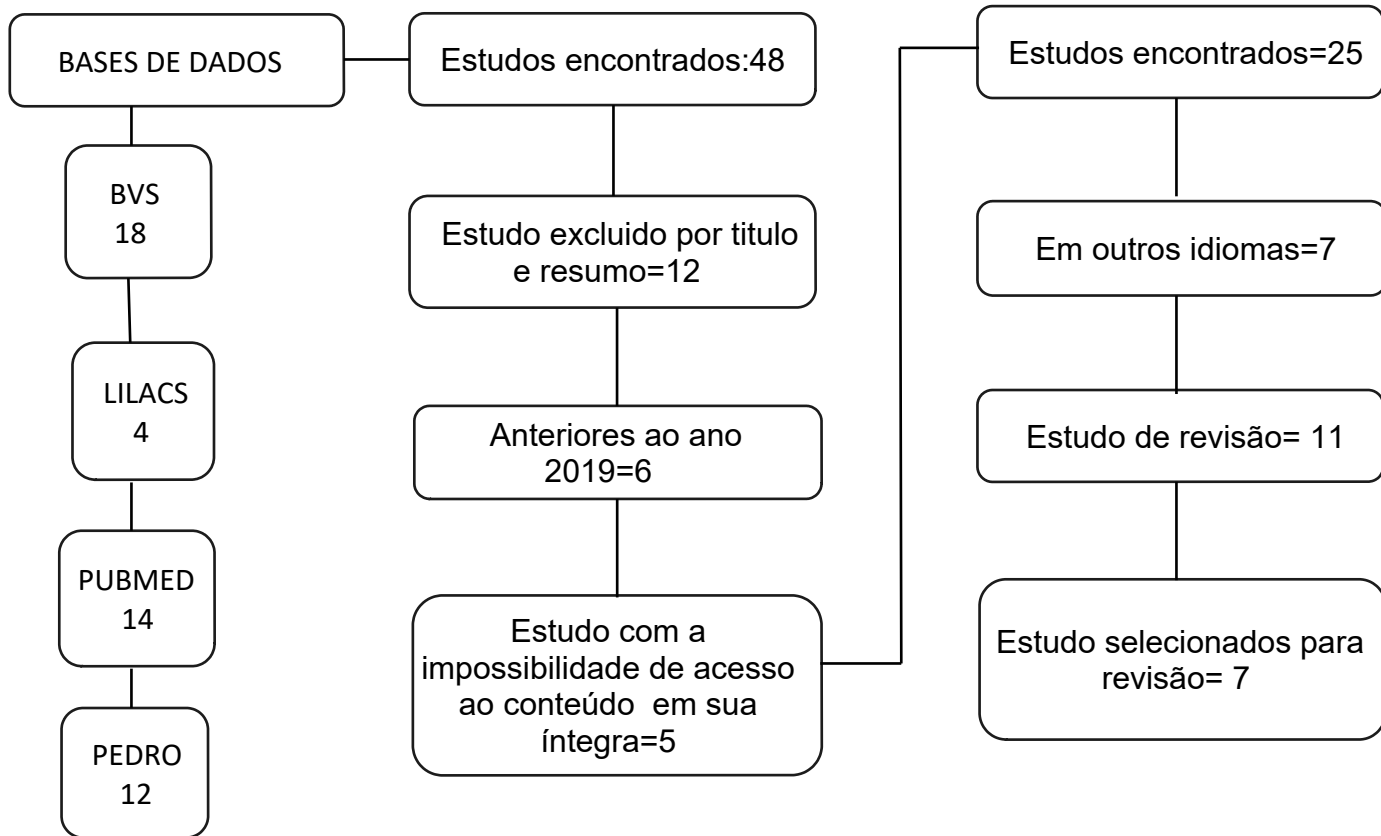 BASES DE DADOS
BVS
18
LILACS
4
PUBMED
14
PEDRO
12
Estudos encontrados:48
Estudo excluido por titulo
e resumo=12
Anteriores ao ano
2019=6
Estudo com a
impossibilidade de acesso
ao conteúdo em sua
íntegra=5
Estudos encontrados=25
Em outros idiomas=7
Estudo de revisão= 11
Estudo selecionados para
revisão= 7